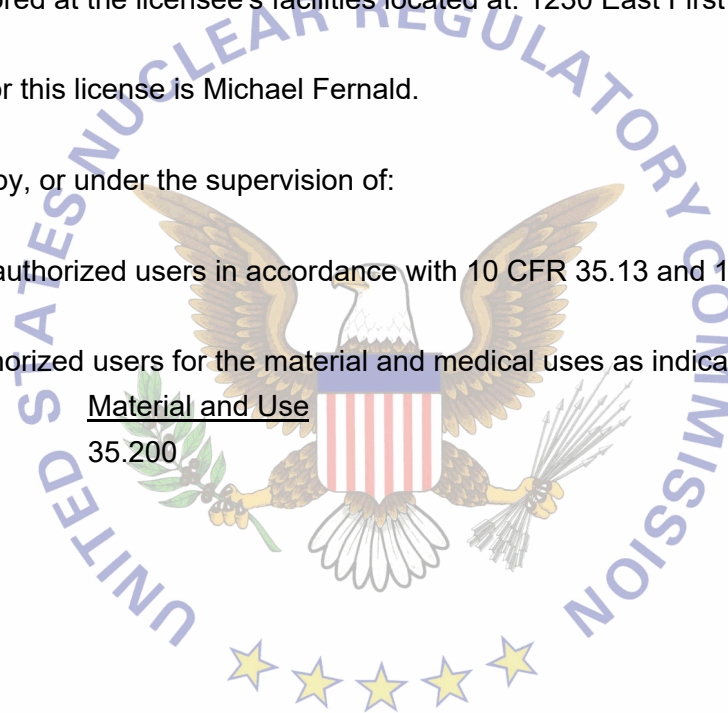 ored at the licensee's facilities located at: 1230 East First
or this license is Michael Fernald.
by, or under the supervision of:
authorized users in accordance with 10 CFR 35.13 and 1
horized users for the material and medical uses as indica
Material and Use
35.200
UNITED STATES NUCLEAR REGULATORY COMMISSION